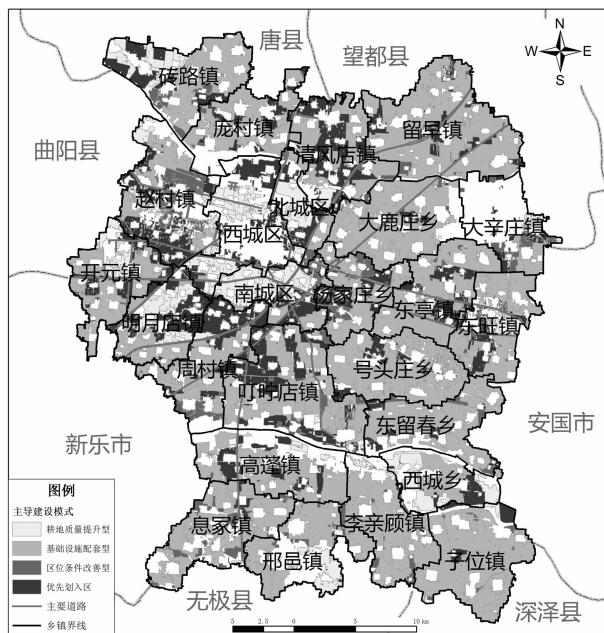 唐县
望都县
N
W E
S
砖路镇
庞村镇
留早镇
清风店镇
曲阳县
赵村镇
北城区
大鹿庄乡
西城区
大辛庄镇
开元镇
南城区
杨家庄乡
东亭镇
明月店镇
东旺镇
周村镇
号头庄乡
叮咛店镇
东留春乡
安国市
新乐市
高蓬镇
西城乡
息冢镇
李亲顾镇
邢邑镇
子位镇
无极县
深泽县
图例
主导建设模式
耕地质量提升型
基础设施配套型
区位条件改善型
优先划入区
主要道路
乡镇界线
5 2.5 0 5 10 km